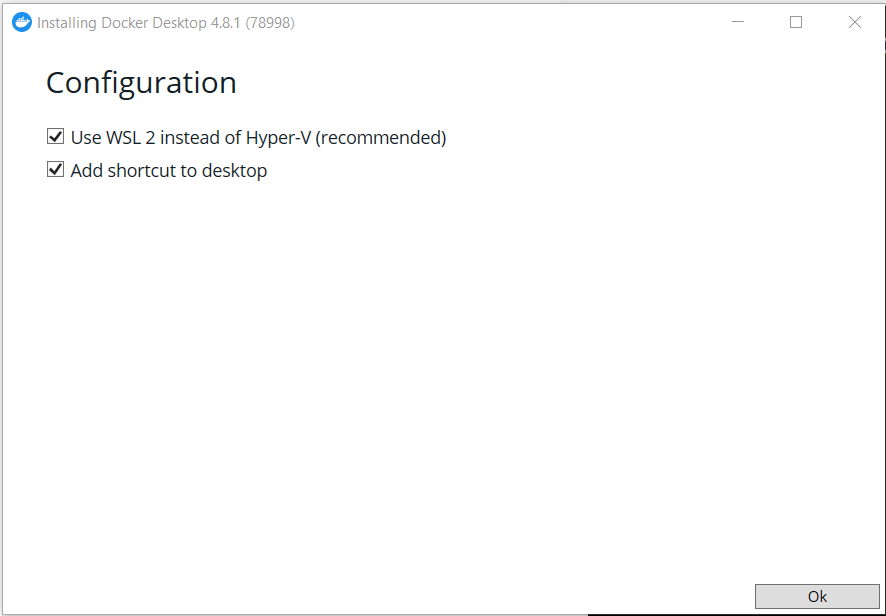 Installing Docker Desktop 4.8.1 (78998)
Configuration
Use WSL 2 instead of Hyper-V (recommended)
Add shortcut to desktop
Ok